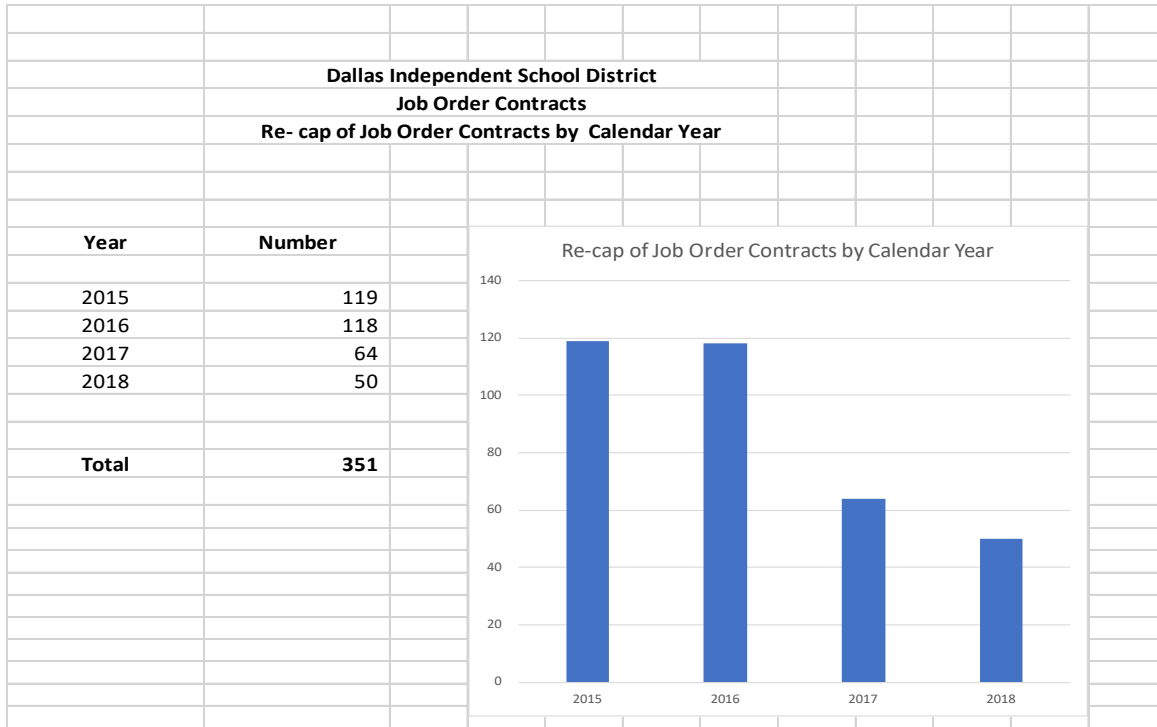 Dallas Independent School District
Job Order Contracts
Re- cap of Job Order Contracts by  Calendar Year
Year Number
2015 119
2016 118
2017 64
2018 50
Total 351
Re-cap of Job Order Contracts by Calendar Year
140
120
100
80
60
40
20
0
2015 2016 2017 2018